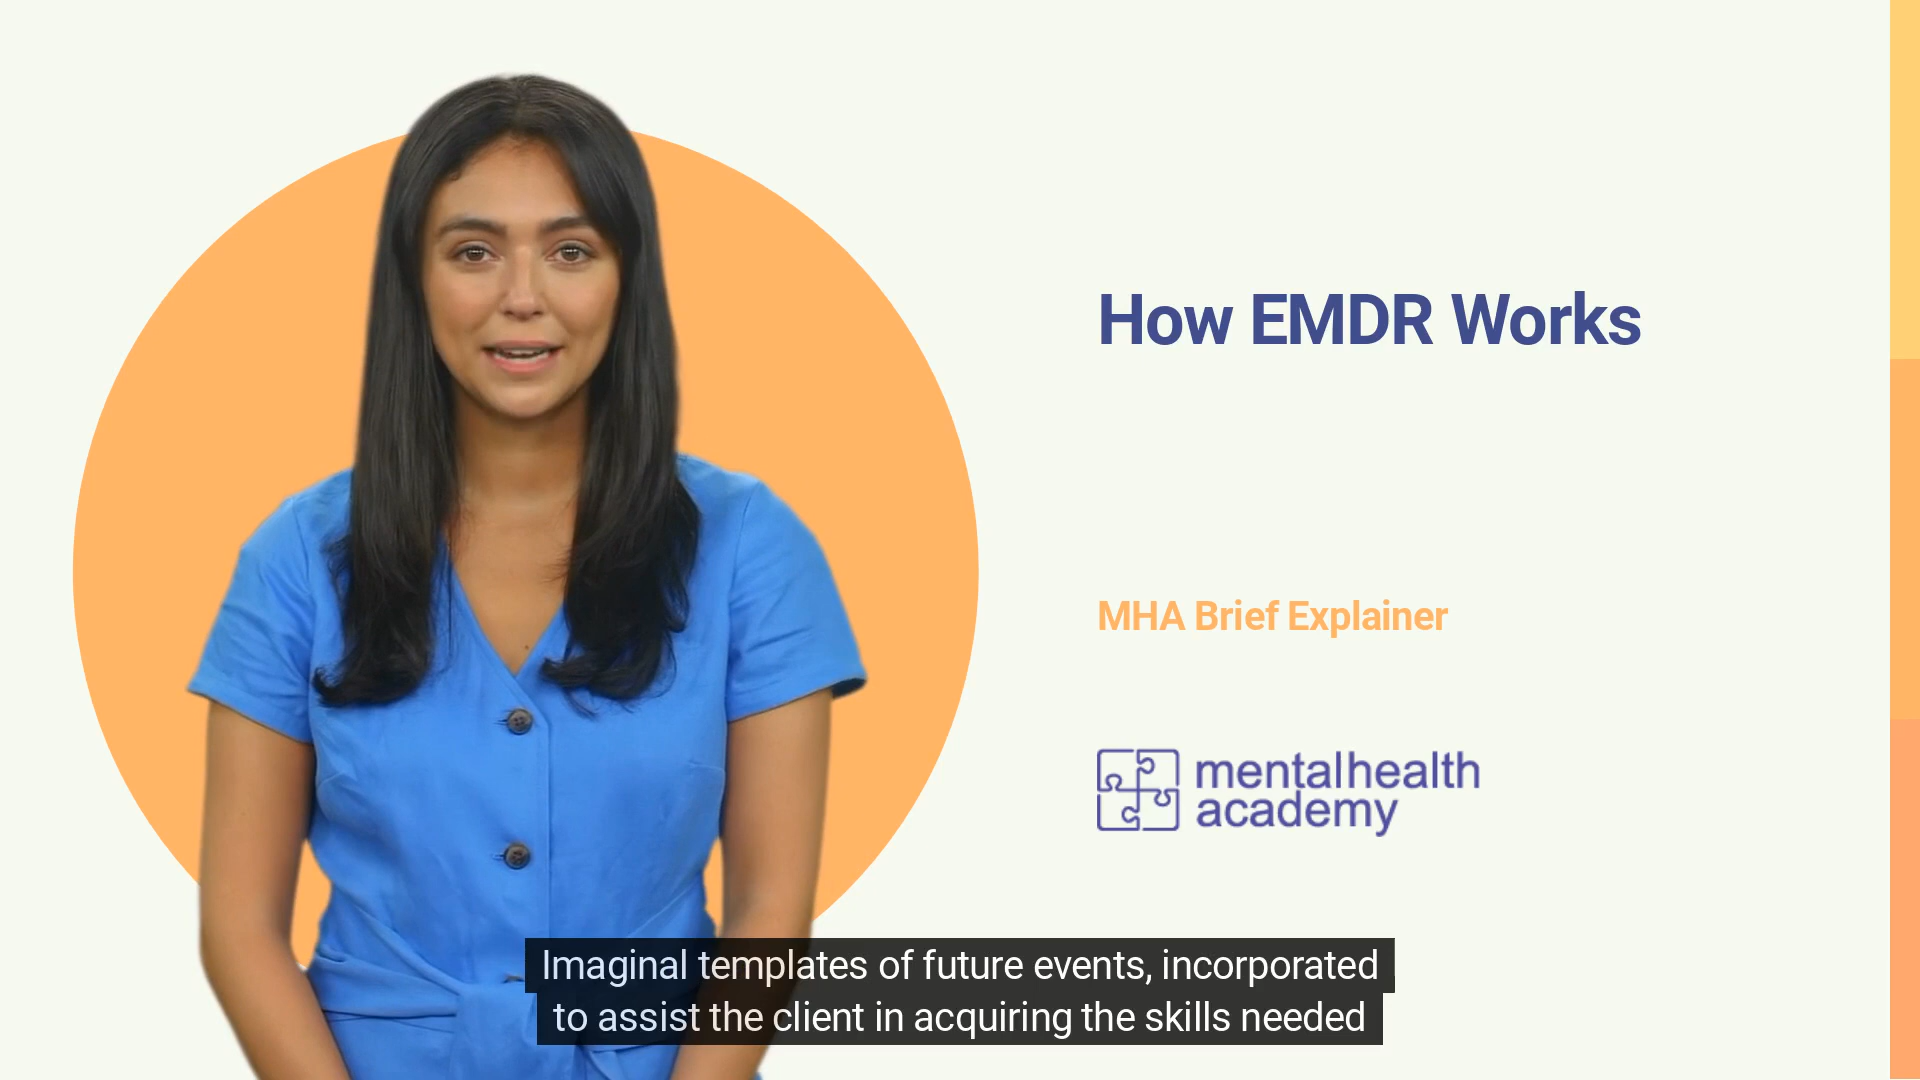 How EMDR Works
MHA Brief Explainer
mentalhealth
academy
Imaginal templates of future events, incorporated
to assist the client in acquiring the skills needed